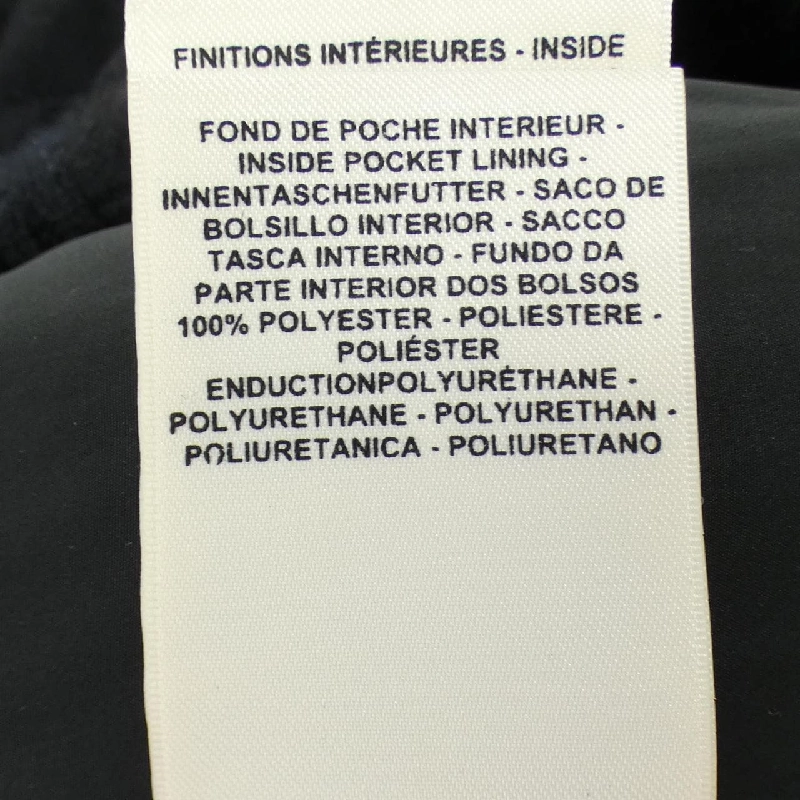 FINITIONS INTÉRIEURES - INSIDE
FOND DE POCHE INTERIEUR -
INSIDE POCKET LINING -
INNENTASCHENFUTTER - SACO DE
BOLSILLO INTERIOR - SACCO
TASCA INTERNO - FUNDO DA
PARTE INTERIOR DOS BOLSOS
100% POLYESTER - POLIESTERE -
POLIÉSTER
ENDUCTIONPOLYURÉTHANE -
POLYURETHANE - POLYURETHAN -
POLIURETANICA - POLIURETANO